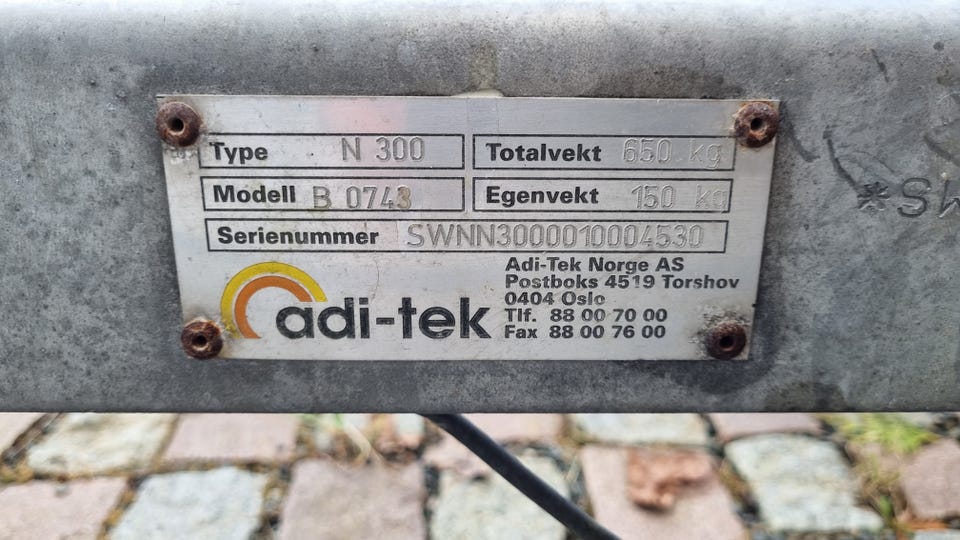 Type N 300 Totalvekt 650 kg
Modell B 0743 Egenvekt 150 kg
Serienummer SWNN3000010004530
adi-tek
Adi-Tek Norge AS
Postboks 4519 Torshov
0404 Oslo
Tlf. 88 00 70 00
Fax 88 00 76 00